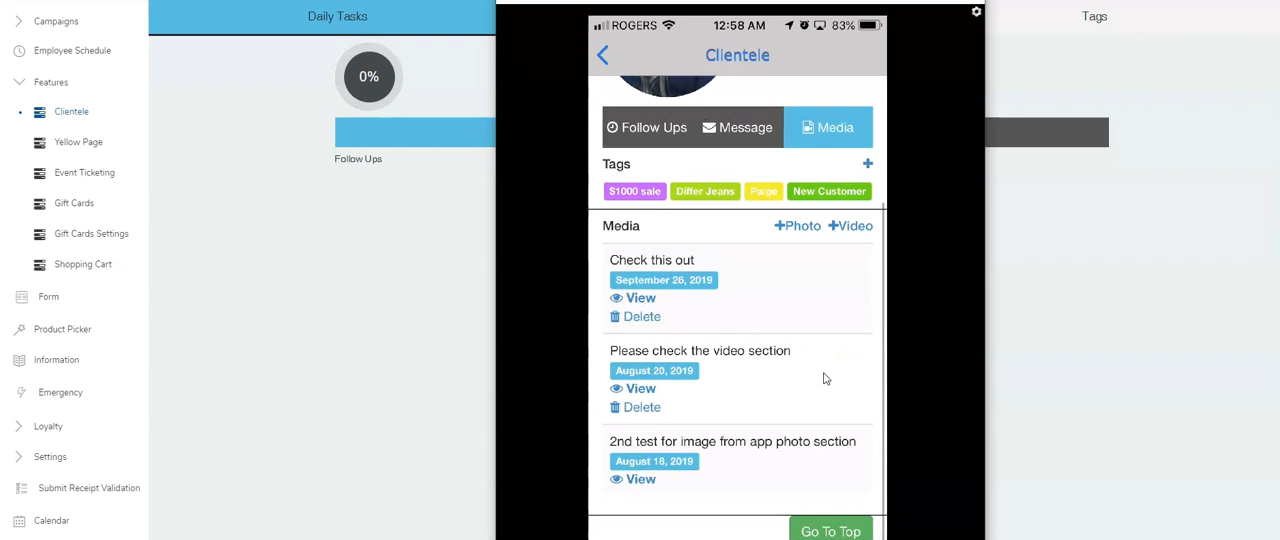 Campaigns
Employee Schedule
Features
Clientele
Yellow Page
Event Ticketing
Gift Cards
Gift Cards Settings
Shopping Cart
Form
Product Picker
Information
Emergency
Loyalty
Settings
Submit Receipt Validation
Calendar
Daily Tasks
0%
Follow Ups
ROGERS 12:58 AM 83%
Clientele
Follow Ups Message Media
Tags
$1000 sale Differ Jeans Paige New Customer
Media +Photo +Video
Check this out
September 26, 2019
View
Delete
Please check the video section
August 20, 2019
View
Delete
2nd test for image from app photo section
August 18, 2019
View
Go To Top
Tags